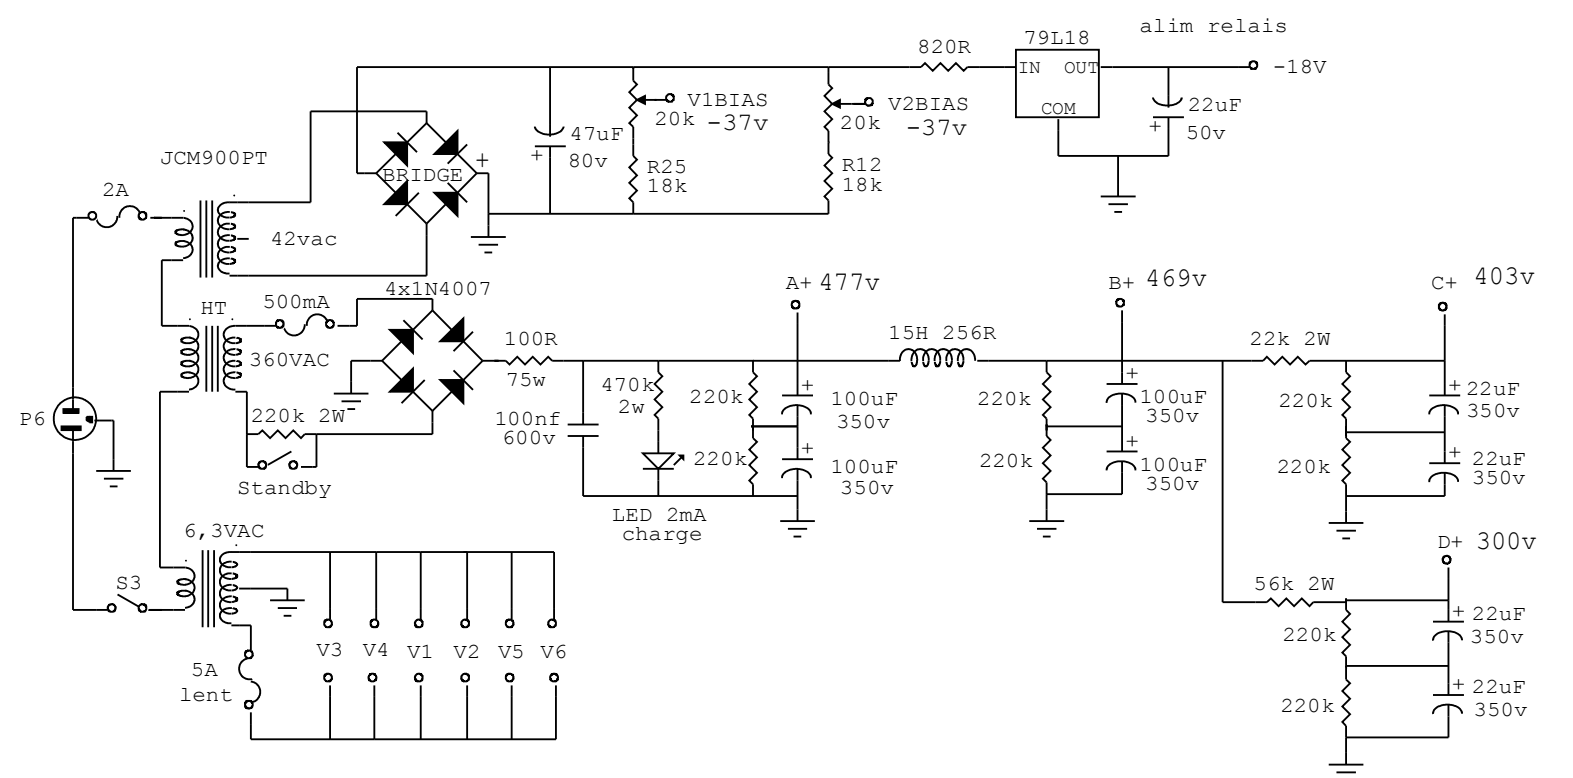 alim relais
820R
79L18
IN OUT
COM
-18V
22uF
50v
V1BIAS
20k
-37v
V2BIAS
20k
-37v
47uF
80v
+
+
+
R25
18k
R12
18k
JCM900PT
BRIDGE
2A
42vac
HT
500mA
4x1N4007
360VAC
220k 2W
Standby
P6
100R
75w
100nf
600v
470k
2w
LED 2mA
charge
220k
220k
A+ 477v
+
100uF
350v
+
100uF
350v
15H 256R
B+ 469v
220k
220k
+
100uF
350v
+
100uF
350v
22k 2W
C+ 403v
220k
220k
+
22uF
350v
+
22uF
350v
D+ 300v
56k 2W
220k
220k
+
22uF
350v
+
22uF
350v
6,3VAC
S3
5A
lent
V3 V4 V1 V2 V5 V6